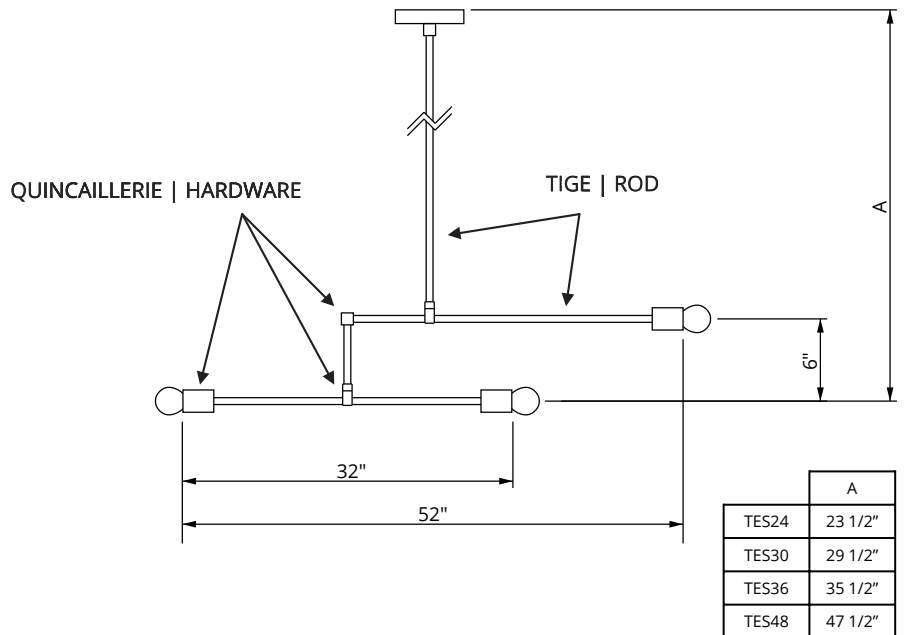 QUINCAILLERIE | HARDWARE
TIGE | ROD
A
6"
32"
52"
A
TES24 23 1/2”
TES30 29 1/2”
TES36 35 1/2”
TES48 47 1/2”